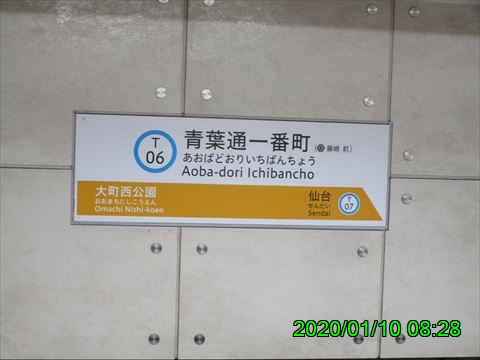 T
06
青葉通一番町 (藤崎 前)
あおばどおりいちばんちょう
Aoba-dori Ichibancho
大町西公園
おおまちにしこうえん
Omachi Nishi-koen
仙台
せんだい
Sendai
T
07
2020/01/10 08:28